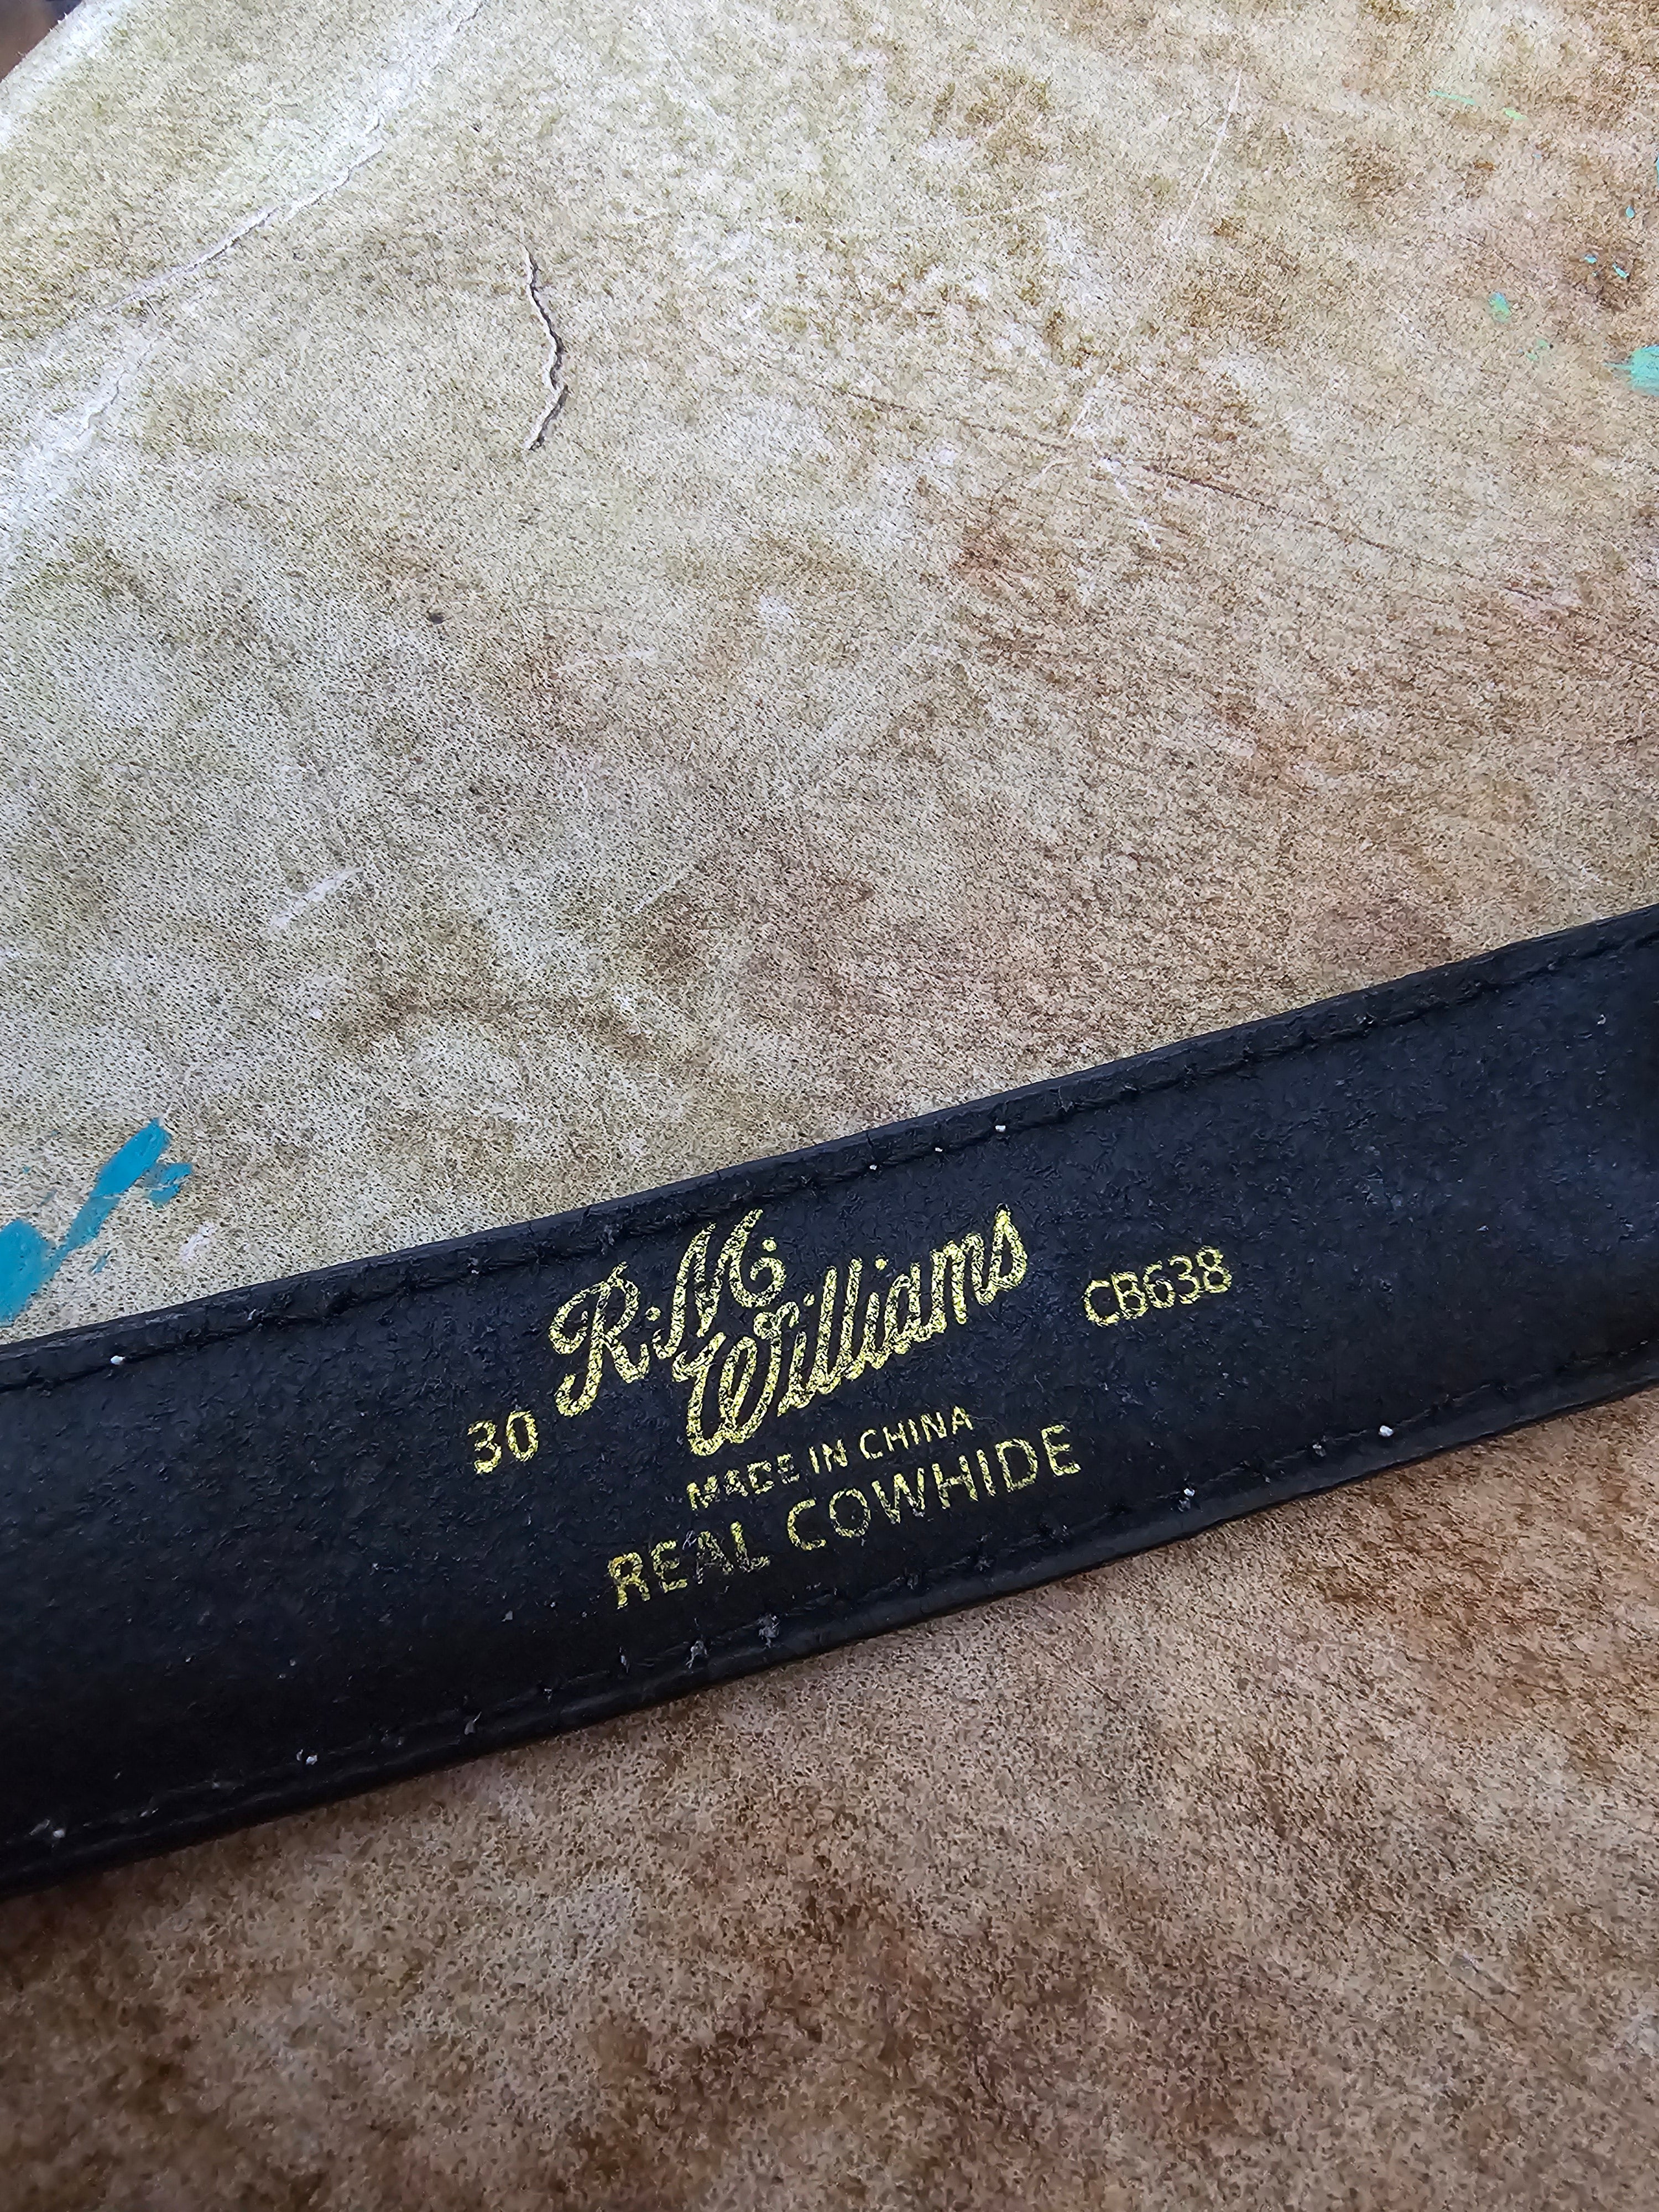 R.M.
Williams
30
CB638
MADE IN CHINA
REAL COWHIDE